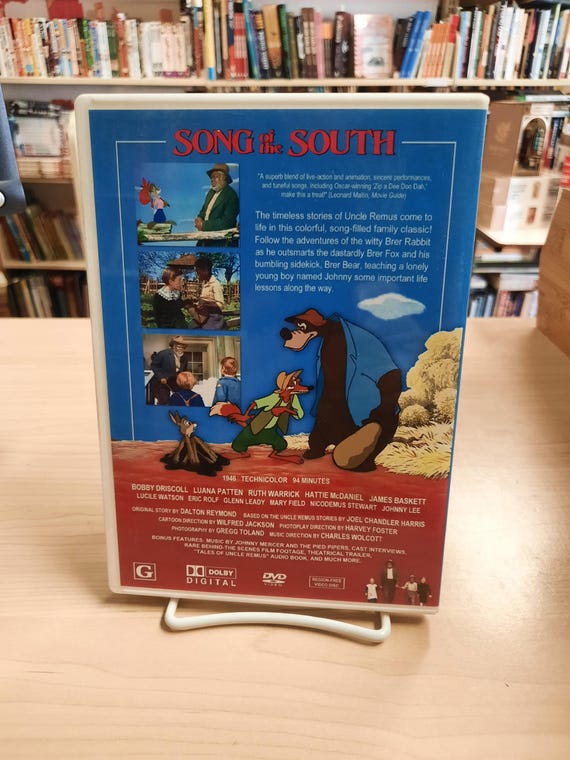 SONG of the SOUTH
"A superb blend of live-action and animation, sincere performances,
and tuneful songs, including Oscar-winning 'Zip a Dee Doo Dah,'
make this a treat!" (Leonard Maltin, Movie Guide)
The timeless stories of Uncle Remus come to
life in this colorful, song-filled family classic!
Follow the adventures of the witty Brer Rabbit
as he outsmarts the dastardly Brer Fox and his
bumbling sidekick, Brer Bear, teaching a lonely
young boy named Johnny some important life
lessons along the way.
1946 TECHNICOLOR 94 MINUTES
BOBBY DRISCOLL LUANA PATTEN RUTH WARRICK HATTIE McDANIEL JAMES BASKETT
LUCILE WATSON ERIC ROLF GLENN LEADY MARY FIELD NICODEMUS STEWART JOHNNY LEE
ORIGINAL STORY BY DALTON REYMOND BASED ON THE UNCLE REMUS STORIES BY JOEL CHANDLER HARRIS
CARTOON DIRECTION BY WILFRED JACKSON PHOTOPLAY DIRECTION BY HARVEY FOSTER
PHOTOGRAPHY BY GREGG TOLAND MUSIC DIRECTION BY CHARLES WOLCOTT
BONUS FEATURES: MUSIC BY JOHNNY MERCER AND THE PIED PIPERS, CAST INTERVIEWS,
RARE BEHIND-THE SCENES FILM FOOTAGE, THEATRICAL TRAILER,
"TALES OF UNCLE REMUS" AUDIO BOOK, AND MUCH MORE.
G
DOLBY
DIGITAL
DVD
VIDEO
REGION-FREE
VIDEO DISC